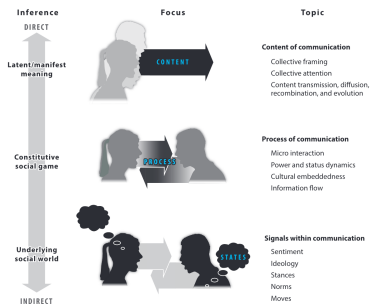 Inference Focus Topic
DIRECT
Latent/manifest
meaning
CONTENT
Content of communication
Collective framing
Collective attention
Content transmission, diffusion,
recombination, and evolution
Constitutive
social game
PROCESS
Process of communication
Micro interaction
Power and status dynamics
Cultural embeddedness
Information flow
Underlying
social world
STATES
Signals within communication
Sentiment
Ideology
Stances
Norms
Moves
INDIRECT